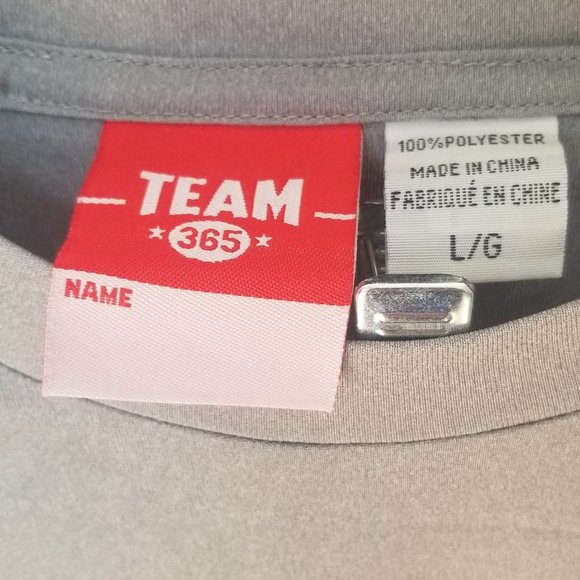 TEAM
365
NAME
100%POLYESTER
MADE IN CHINA
FABRIQUÉ EN CHINE
L/G